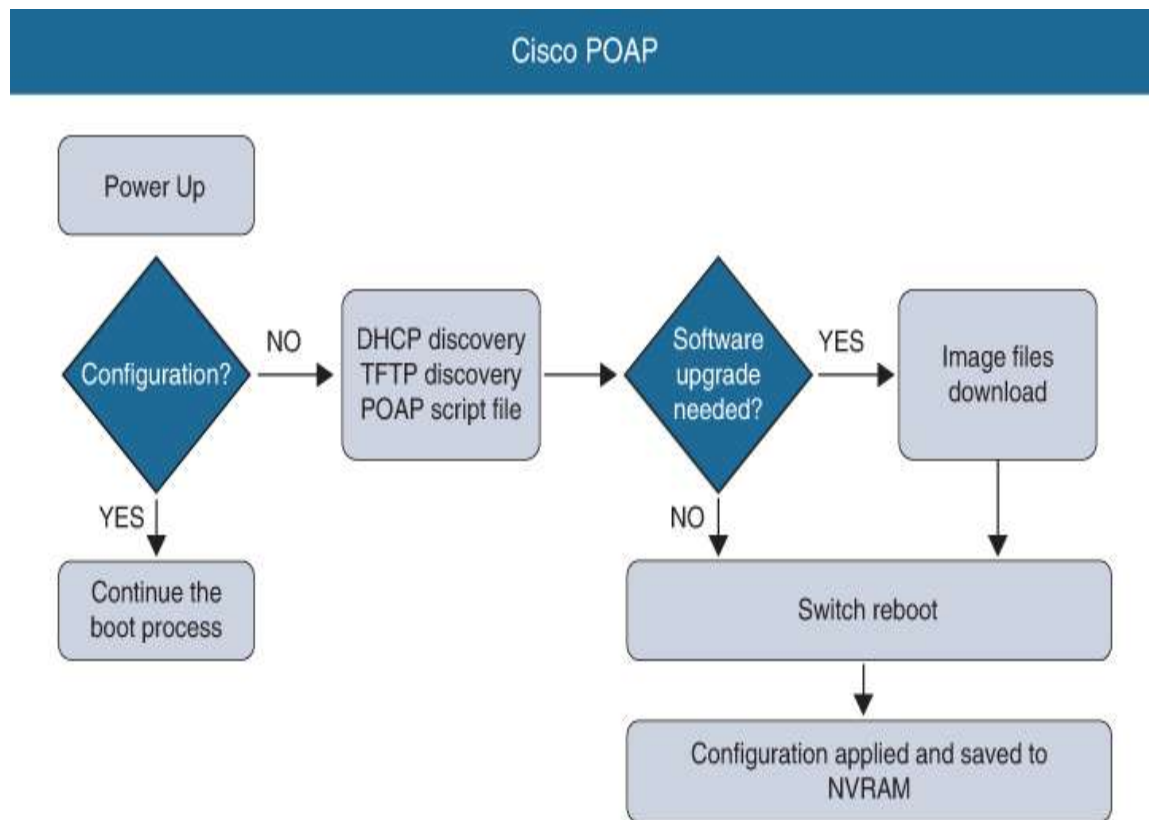 Cisco POAP
Power Up
Configuration?
NO
DHCP discovery
TFTP discovery
POAP script file
Software
upgrade
needed?
YES
Image files
download
YES
Continue the
boot process
NO
Switch reboot
Configuration applied and saved to
NVRAM